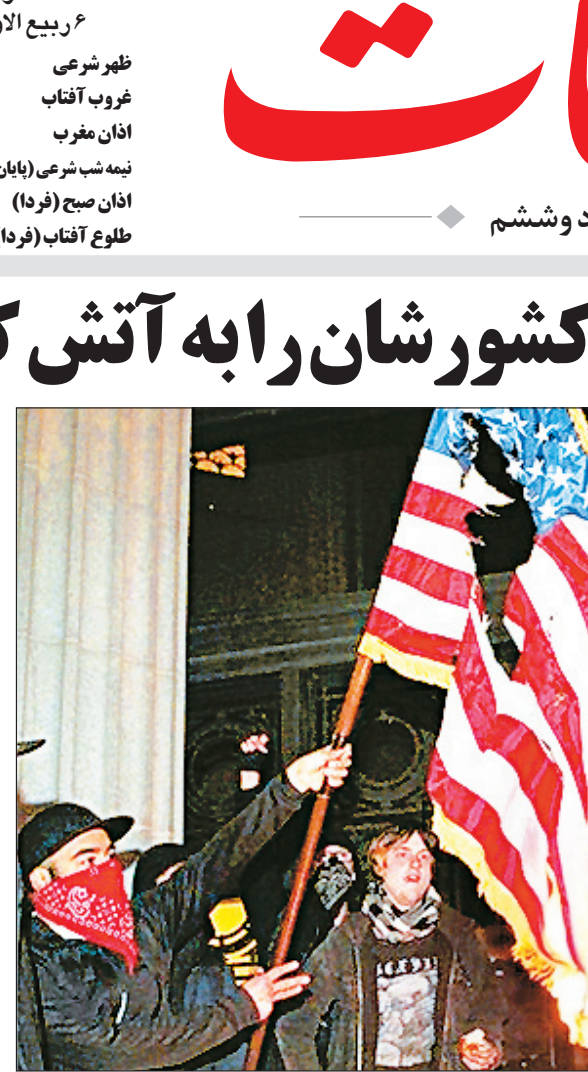 ۶ ربیع الاو
ظهر شرعی
غروب آفتاب
اذان مغرب
نیمه شب شرعی (پایان
اذان صبح (فردا)
طلوع آفتاب (فردا
ات
د وششم
کشورشان را به آتش ک